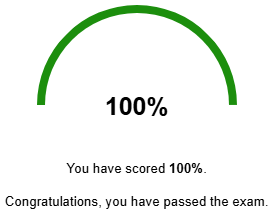 100%
You have scored 100%.
Congratulations, you have passed the exam.